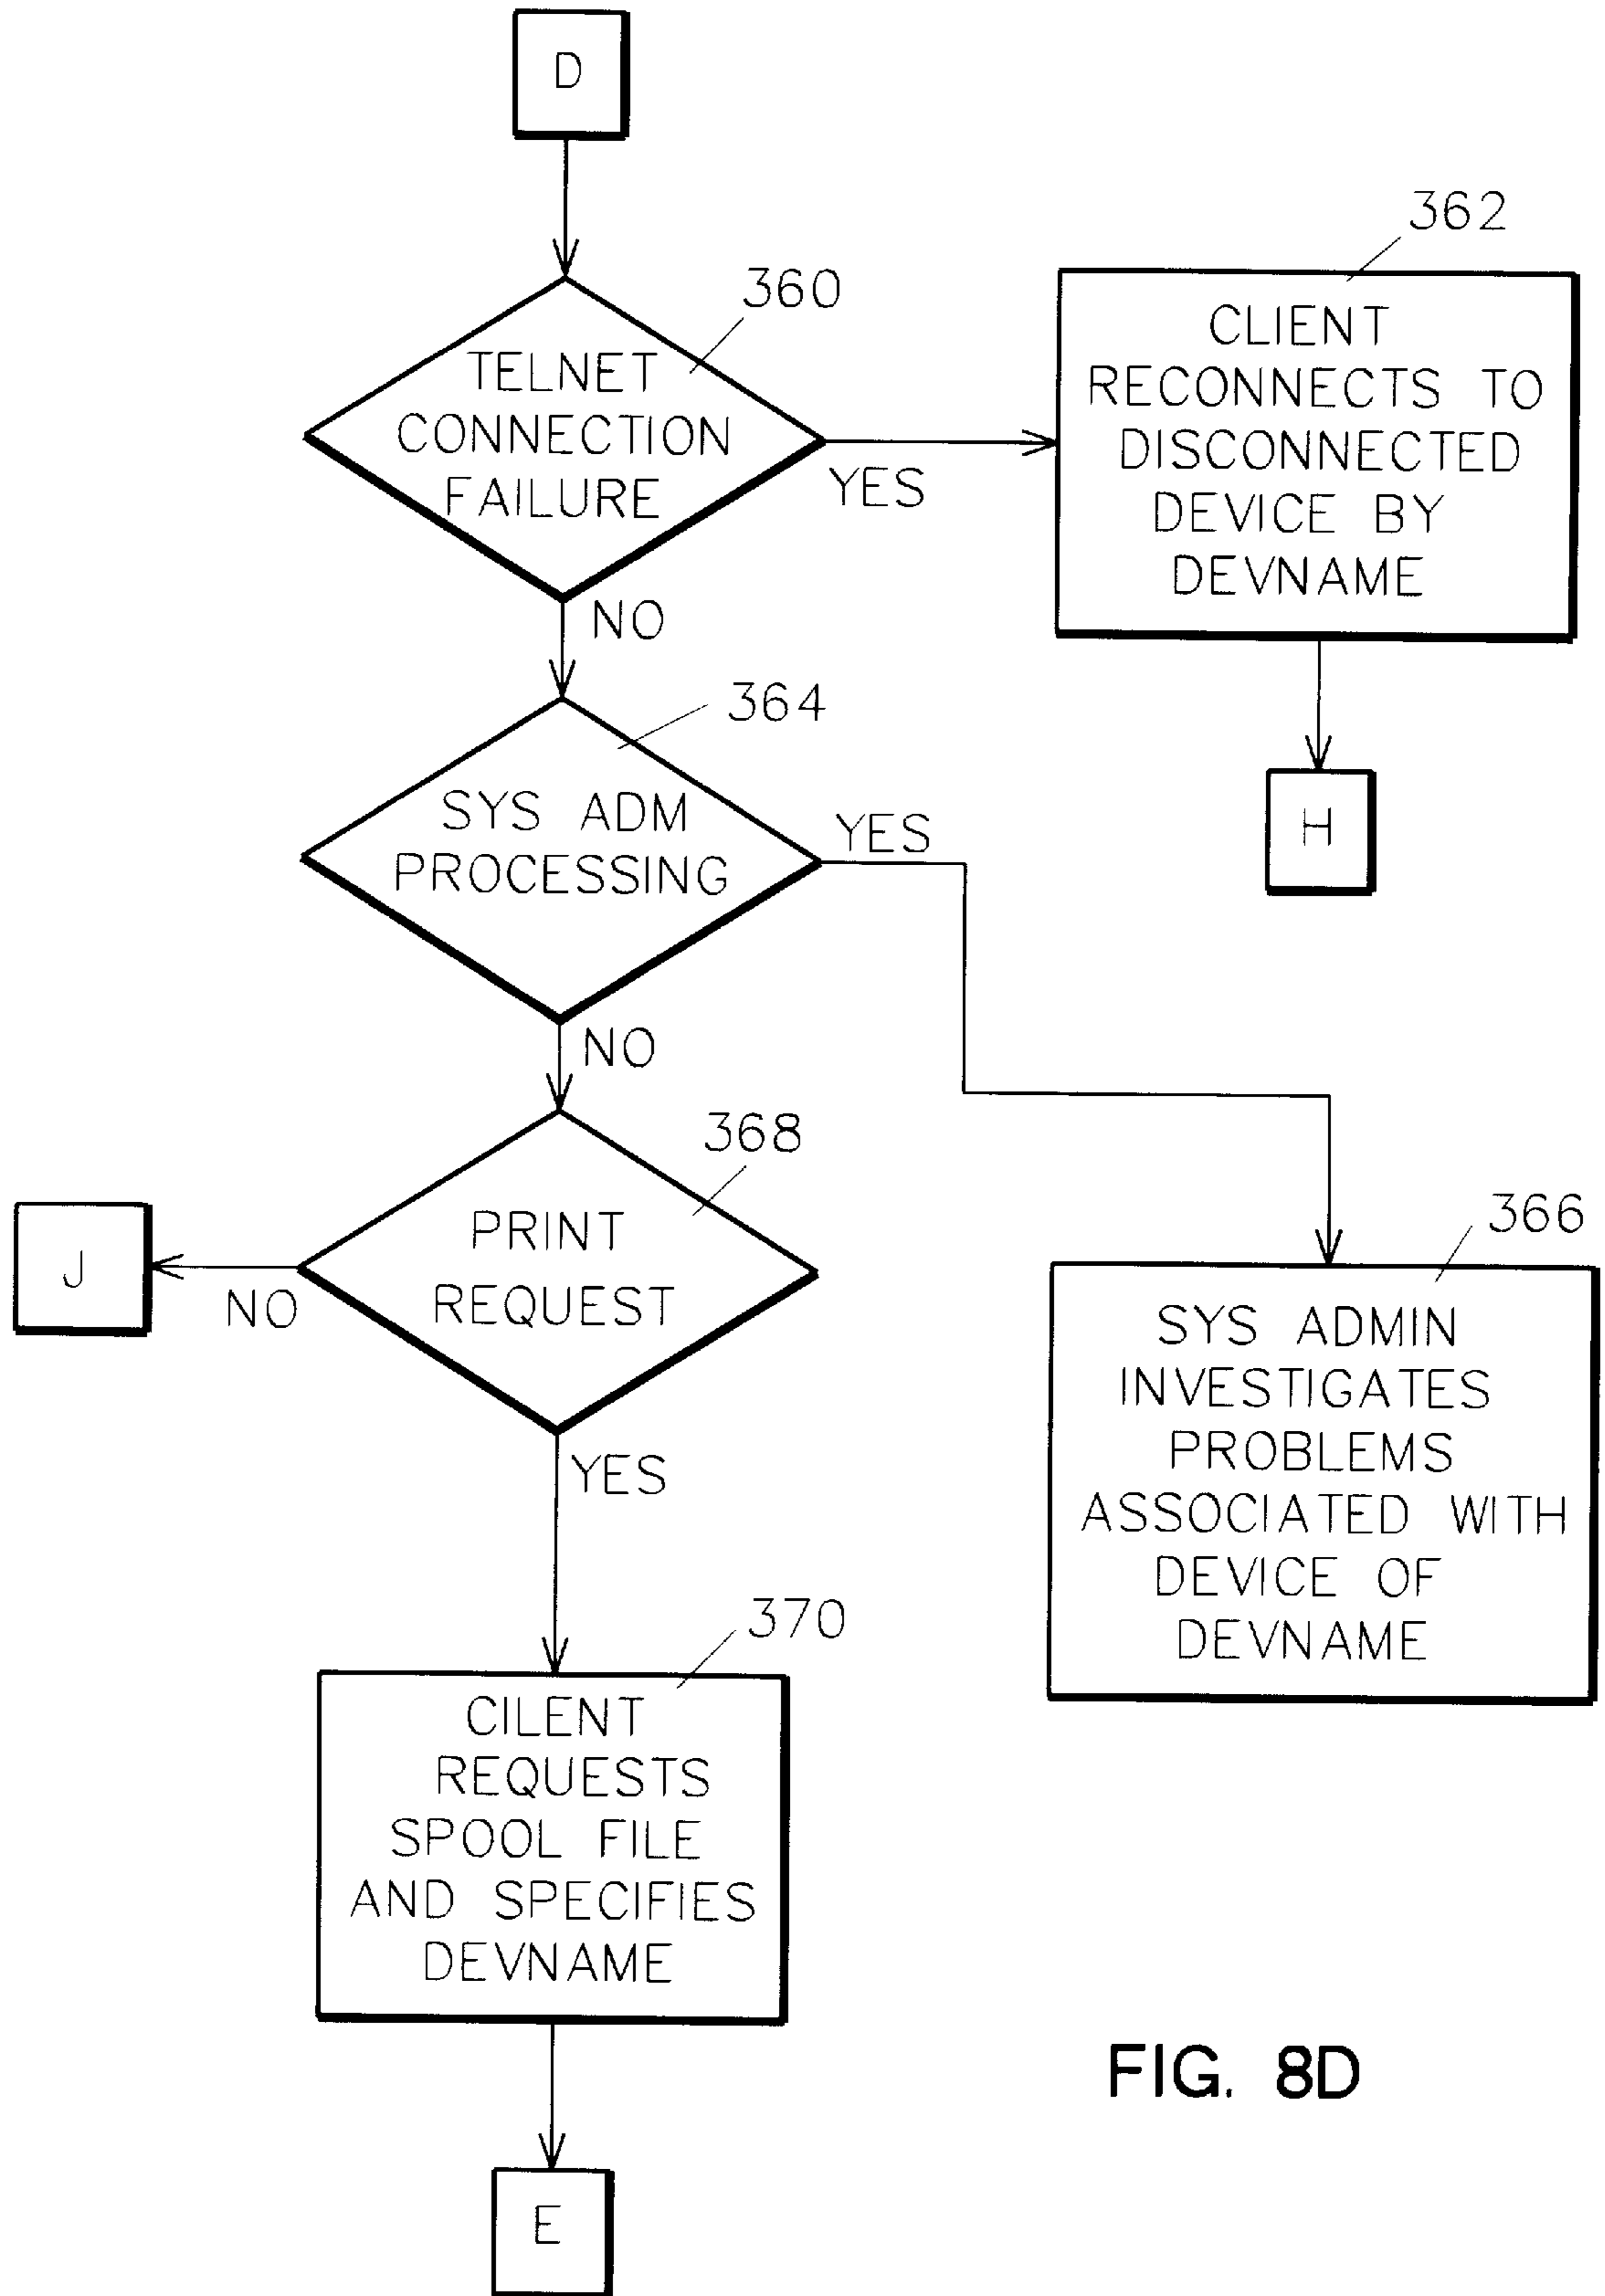 D
360
TELNET
CONNECTION
FAILURE
YES
NO
362
CLIENT
RECONNECTS TO
DISCONNECTED
DEVICE BY
DEVNAME
H
364
SYS ADM
PROCESSING
YES
NO
366
SYS ADMIN
INVESTIGATES
PROBLEMS
ASSOCIATED WITH
DEVICE OF
DEVNAME
368
PRINT
REQUEST
NO
J
YES
370
CILENT
REQUESTS
SPOOL FILE
AND SPECIFIES
DEVNAME
E
FIG. 8D